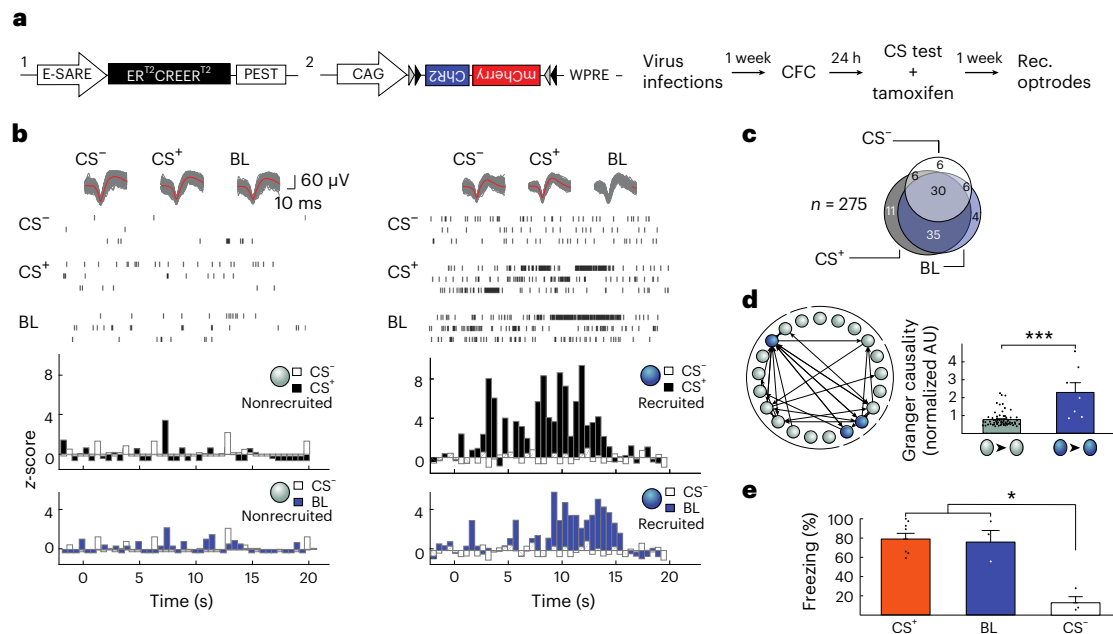 a
1 E-SARE ERT2CREERT2 PEST 2 CAG ChR2 mCherry WPRE
Virus infections 1 week CFC 24 h CS test + tamoxifen 1 week Rec. optrodes
b
CS− CS+ BL
60 µV
10 ms
CS−
CS+
BL
8
4
0
CS−
CS+
Nonrecruited
z-score
4
0
CS−
BL
Nonrecruited
0 5 10 15 20
Time (s)
CS− CS+ BL
CS−
CS+
BL
8
4
0
CS−
CS+
Recruited
4
0
CS−
BL
Recruited
0 5 10 15 20
Time (s)
c
CS−
6
6 30 6
n = 275
11 4
35
CS+
BL
d
Granger causality
(normalized AU)
4
3
2
1
***
e
Freezing (%)
100
80
60
40
20
*
CS+ BL CS−